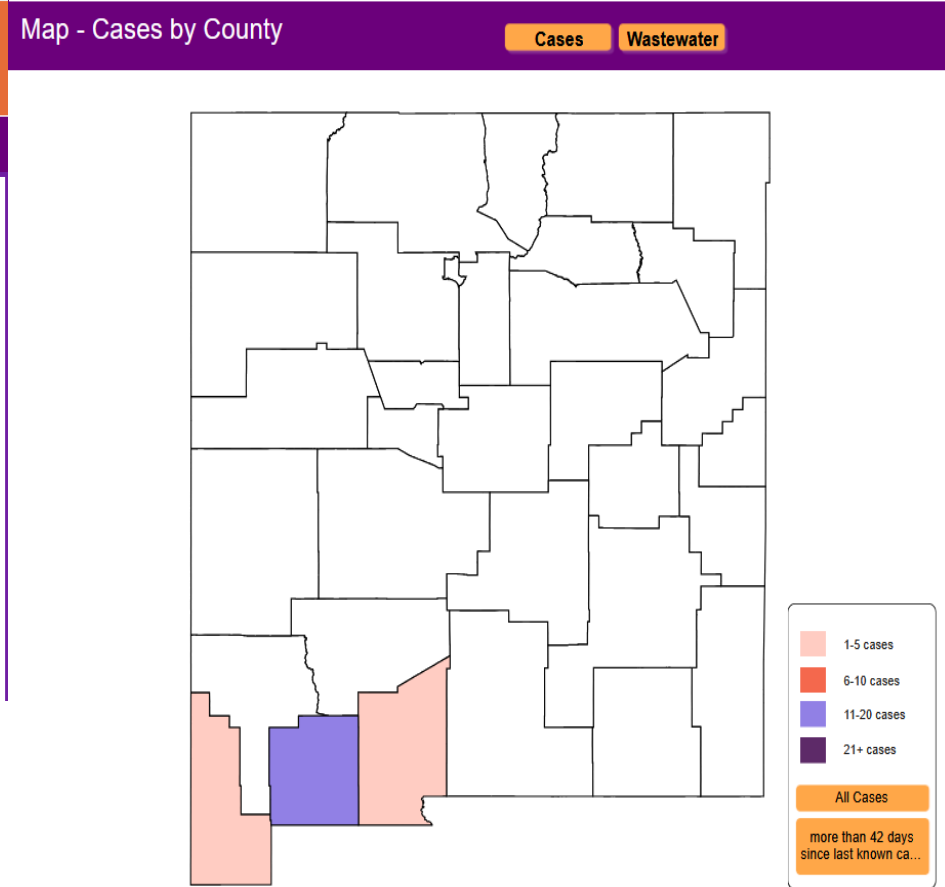 Map - Cases by County
Cases
Wastewater
1-5 cases
6-10 cases
11-20 cases
21+ cases
All Cases
more than 42 days
since last known ca...